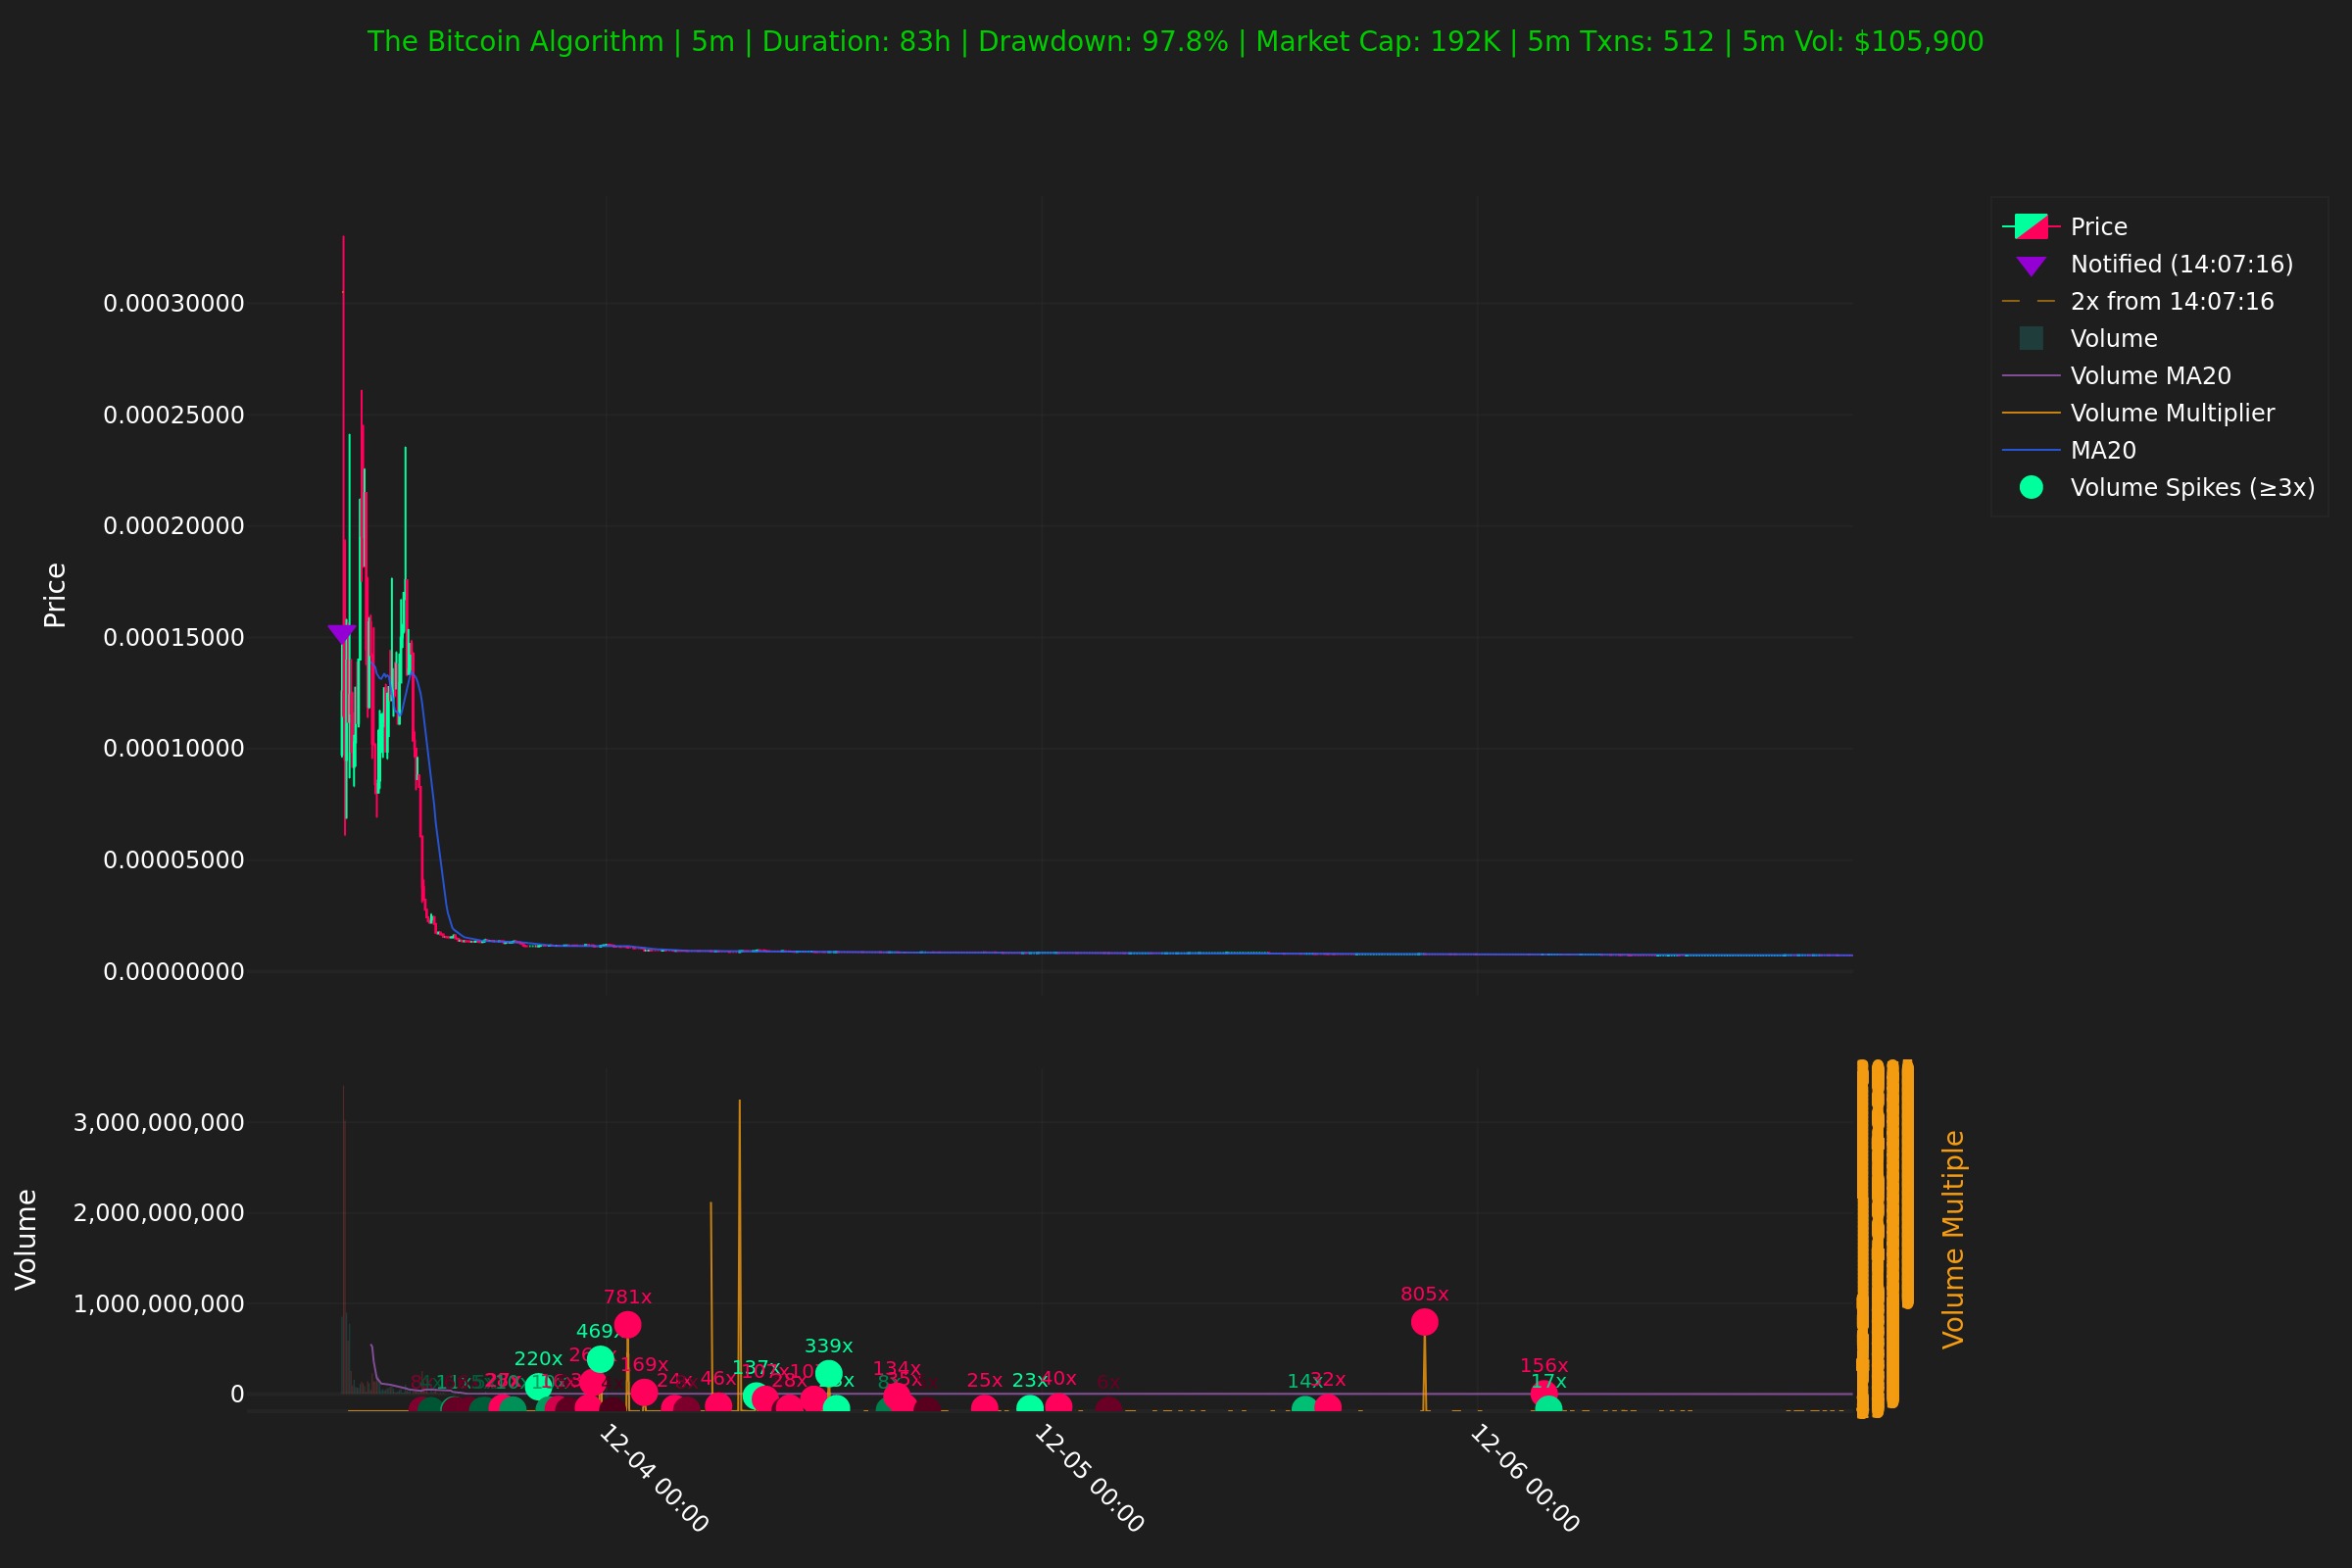 The Bitcoin Algorithm | 5m | Duration: 83h | Drawdown: 97.8% | Market Cap: 192K | 5m Txns: 512 | 5m Vol: $105,900
Price
Notified (14:07:16)
2x from 14:07:16
Volume
Volume MA20
Volume Multiplier
MA20
Volume Spikes (≥3x)
Price
0.00030000
0.00025000
0.00020000
0.00015000
0.00010000
0.00005000
0.00000000
Volume
3,000,000,000
2,000,000,000
1,000,000,000
0
Volume Multiple
220x
469x
781x
169x
24x
46x
137x
28x
339x
134x
35x
25x
23x
40x
6x
14x
32x
805x
156x
17x
12-04 00:00
12-05 00:00
12-06 00:00